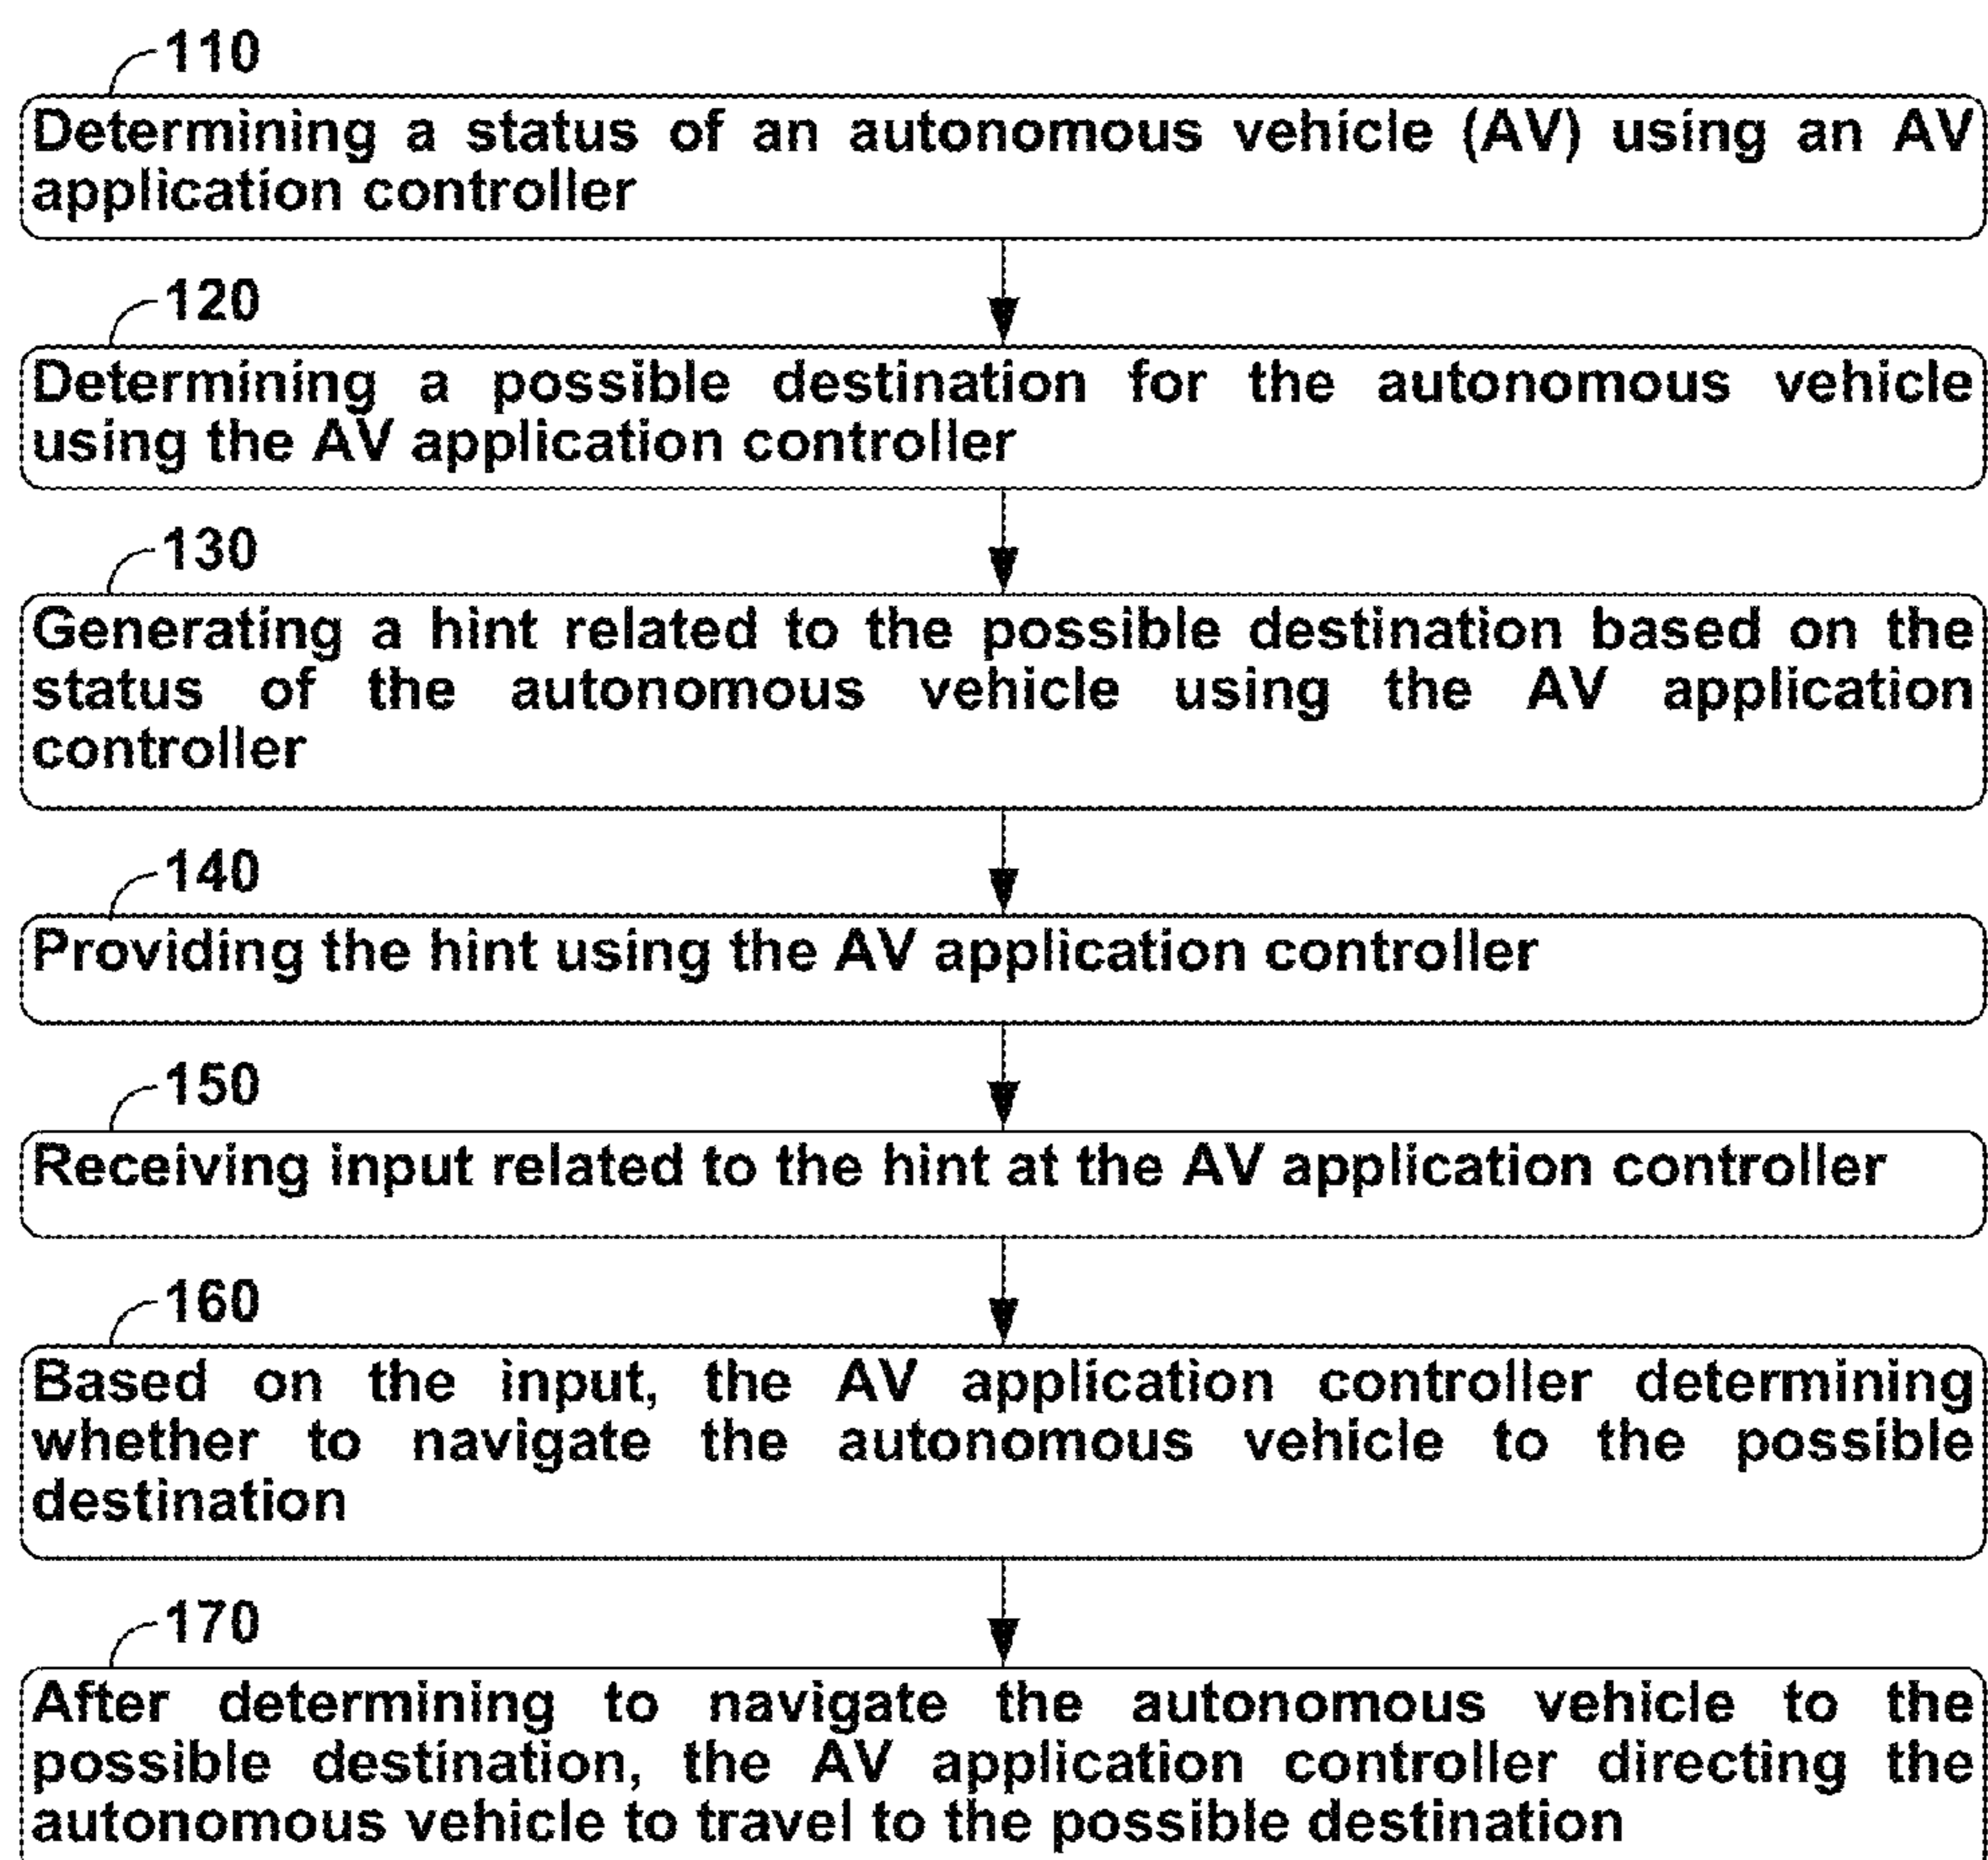 110
Determining a status of an autonomous vehicle (AV) using an AV
application controller
120
Determining a possible destination for the autonomous vehicle
using the AV application controller
130
Generating a hint related to the possible destination based on the
status of the autonomous vehicle using the AV application
controller
140
Providing the hint using the AV application controller
150
Receiving input related to the hint at the AV application controller
160
Based on the input, the AV application controller determining
whether to navigate the autonomous vehicle to the possible
destination
170
After determining to navigate the autonomous vehicle to the
possible destination, the AV application controller directing the
autonomous vehicle to travel to the possible destination